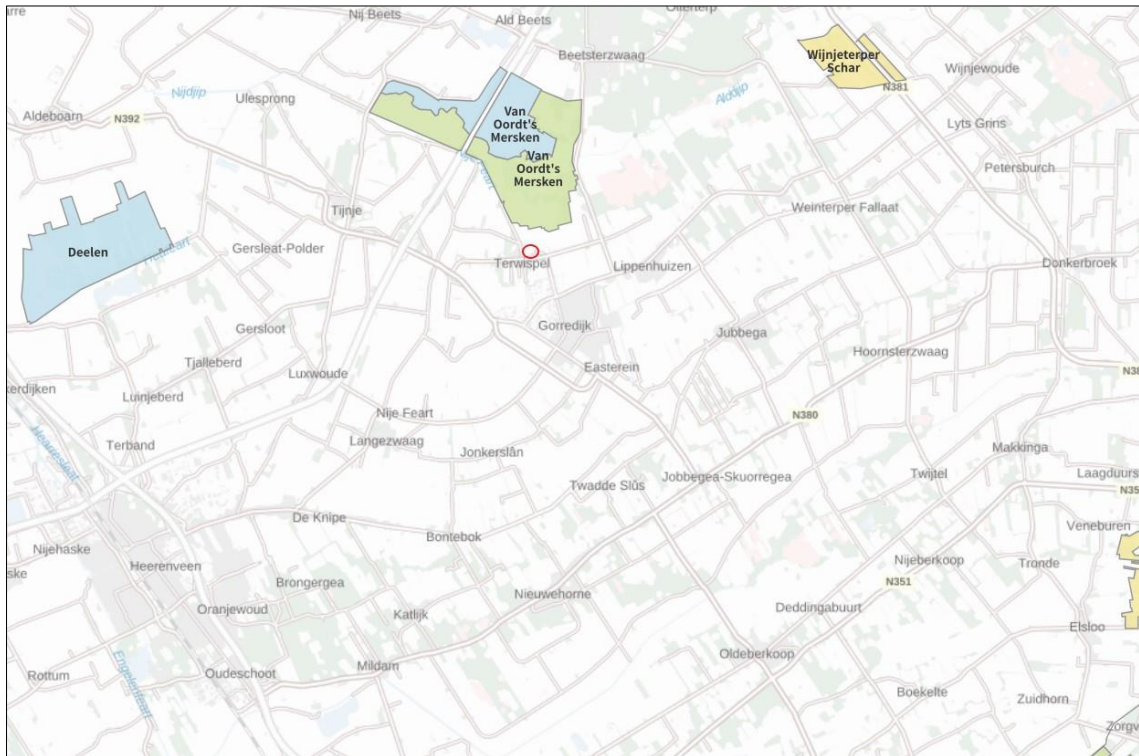 Nij Beets
Ald Beets
Beetsterzwaag
Wijnjeterper
Schar
Wijnjewoude
N381
Nijdjip
Ulesprong
Alddjip
Aldeboarn
N392
Van
Oordt's
Mersken
Lyts Grins
Van
Oordt's
Mersken
Petersburch
Tijnje
Weinterper Fallaat
Deelen
Gersleat-Polder
Terwispel
Lippenhuizen
Donkerbroek
Gersloot
Gorredijk
Jubbega
Tjalleberd
Hoornsterzwaag
Luxwoude
Easterein
Luinjeberd
Nije Feart
N380
Terband
Langezwaag
Jonkerslân
Makkinga
Twijtel
Jobbegea-Skuorregea
Twadde Slûs
De Knipe
Veneburen
Bontebok
Nijehaske
Heerenveen
Nijeberkoop
Tronde
Brongergea
N351
Nieuwehorne
Oranjewoud
Katlijk
Deddingabuurt
Elsloo
Oldeberkoop
Mildam
Rottum
Oudeschoot
Engelenfeart
Boekelte
Zuidhorn